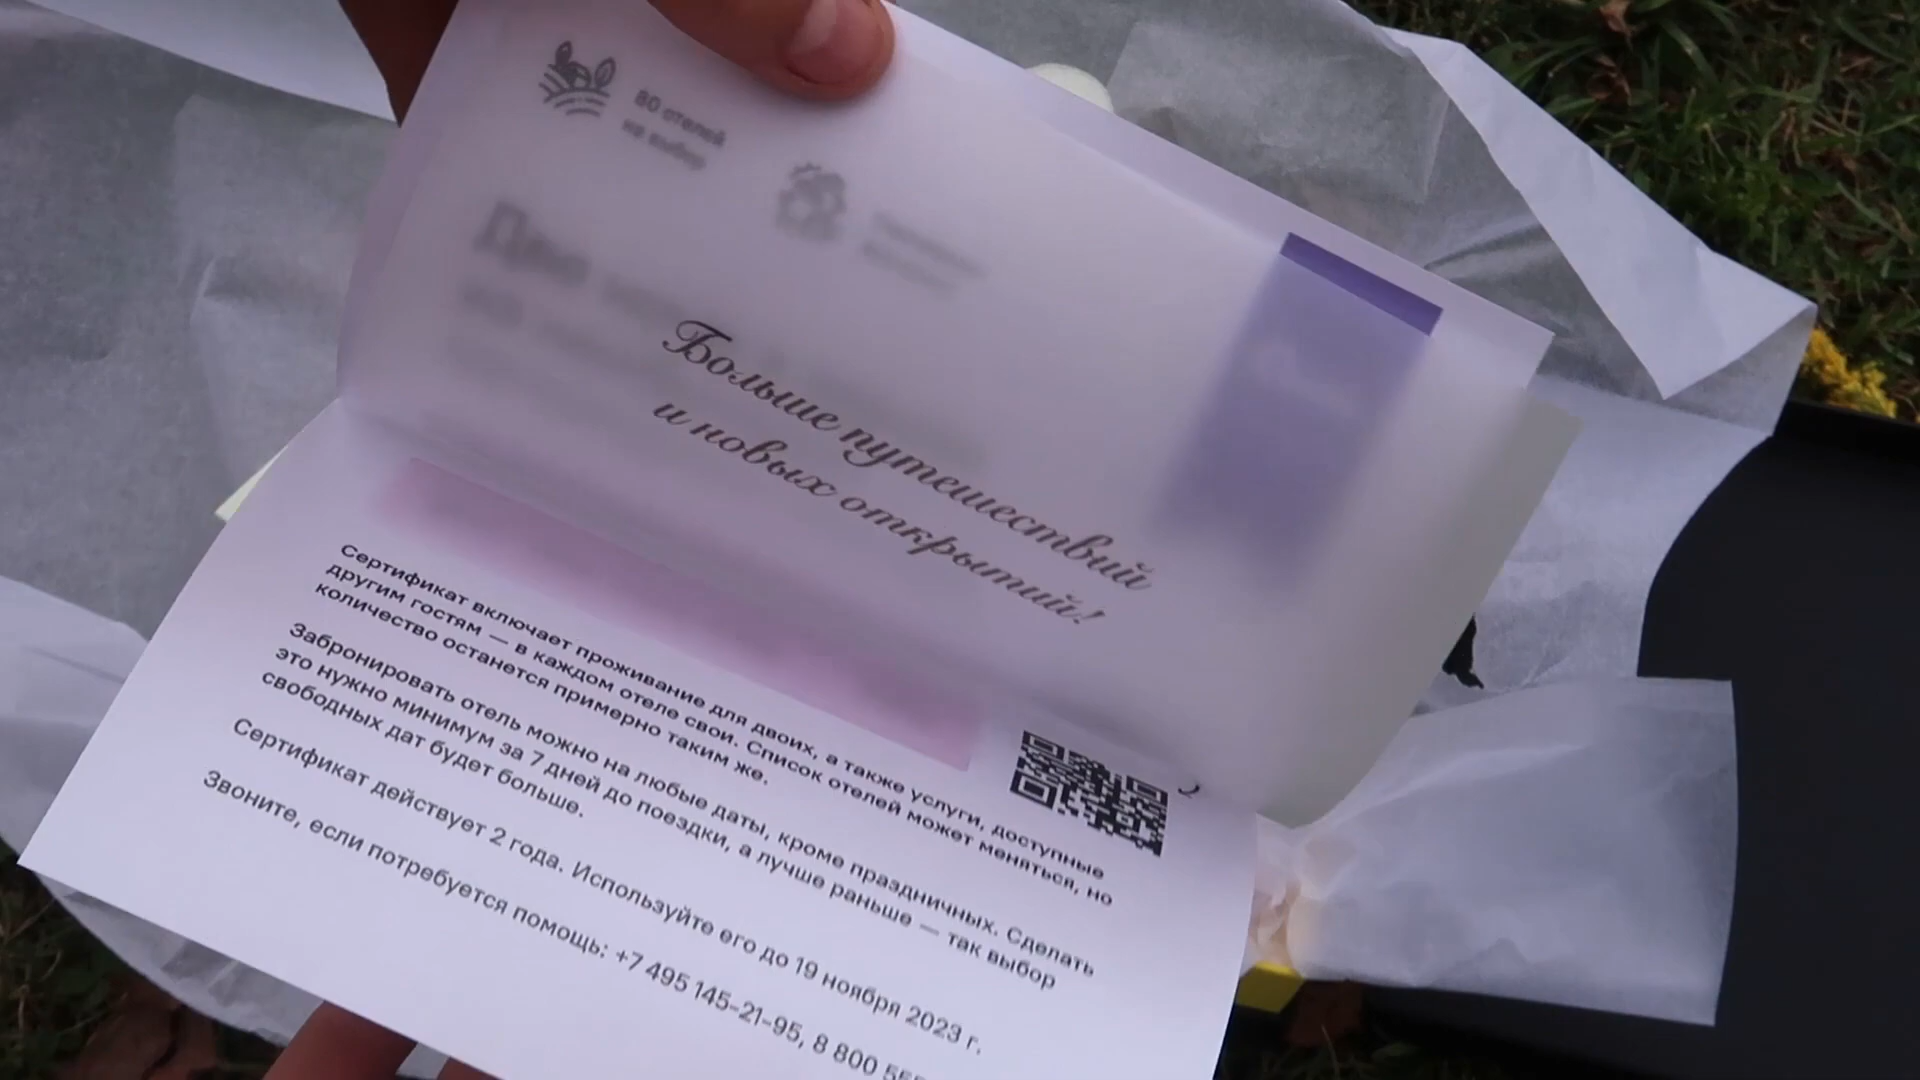 80 отелей
на выбор
Две
Больше путешествий
и новых открытий!
Сертификат включает проживание для двоих, а также услуги, доступные
другим гостям — в каждом отеле свои. Список отелей может меняться, но
количество останется примерно таким же.
Забронировать отель можно на любые даты, кроме праздничных. Сделать
это нужно минимум за 7 дней до поездки, а лучше раньше — так выбор
свободных дат будет больше.
Сертификат действует 2 года. Используйте его до 19 ноября 2023 г.
Звоните, если потребуется помощь: +7 495 145-21-95, 8 800